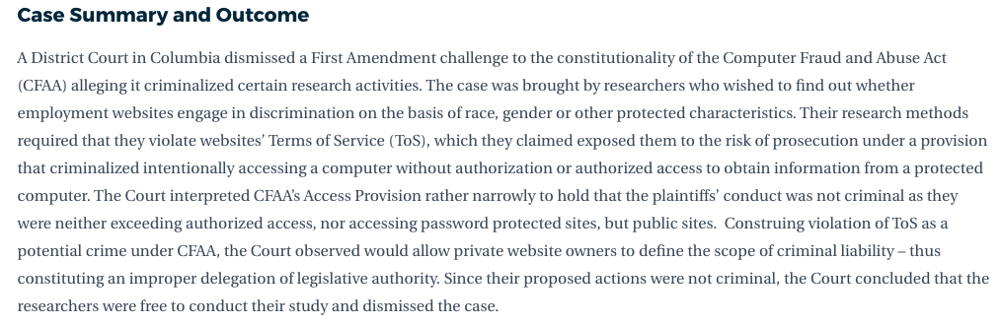 Case Summary and Outcome
A District Court in Columbia dismissed a First Amendment challenge to the constitutionality of the Computer Fraud and Abuse Act
(CFAA) alleging it criminalized certain research activities. The case was brought by researchers who wished to find out whether
employment websites engage in discrimination on the basis of race, gender or other protected characteristics. Their research methods
required that they violate websites’ Terms of Service (ToS), which they claimed exposed them to the risk of prosecution under a provision
that criminalized intentionally accessing a computer without authorization or authorized access to obtain information from a protected
computer. The Court interpreted CFAA’s Access Provision rather narrowly to hold that the plaintiffs’ conduct was not criminal as they
were neither exceeding authorized access, nor accessing password protected sites, but public sites.  Construing violation of ToS as a
potential crime under CFAA, the Court observed would allow private website owners to define the scope of criminal liability – thus
constituting an improper delegation of legislative authority. Since their proposed actions were not criminal, the Court concluded that the
researchers were free to conduct their study and dismissed the case.